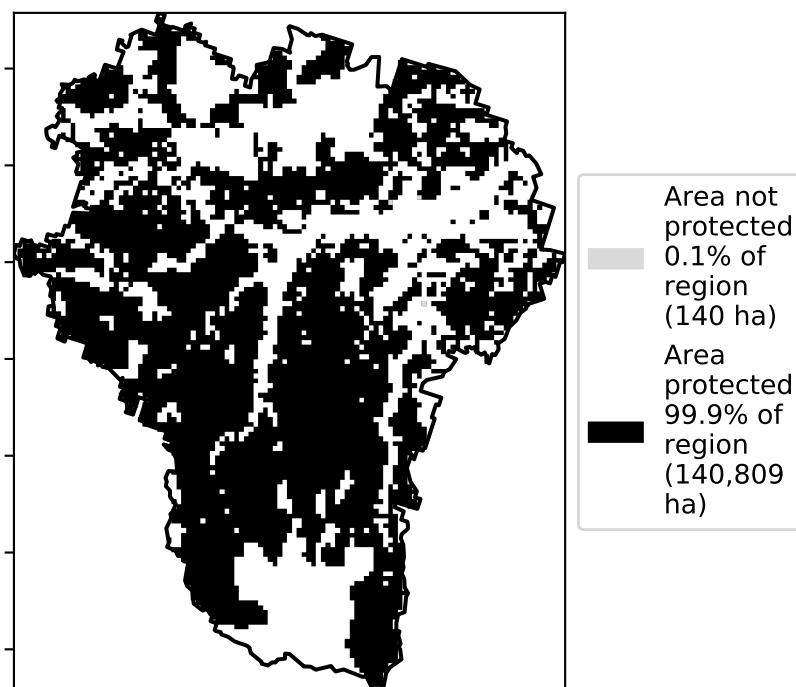 Area not
protected
0.1% of
region
(140 ha)
Area
protected
99.9% of
region
(140,809
ha)